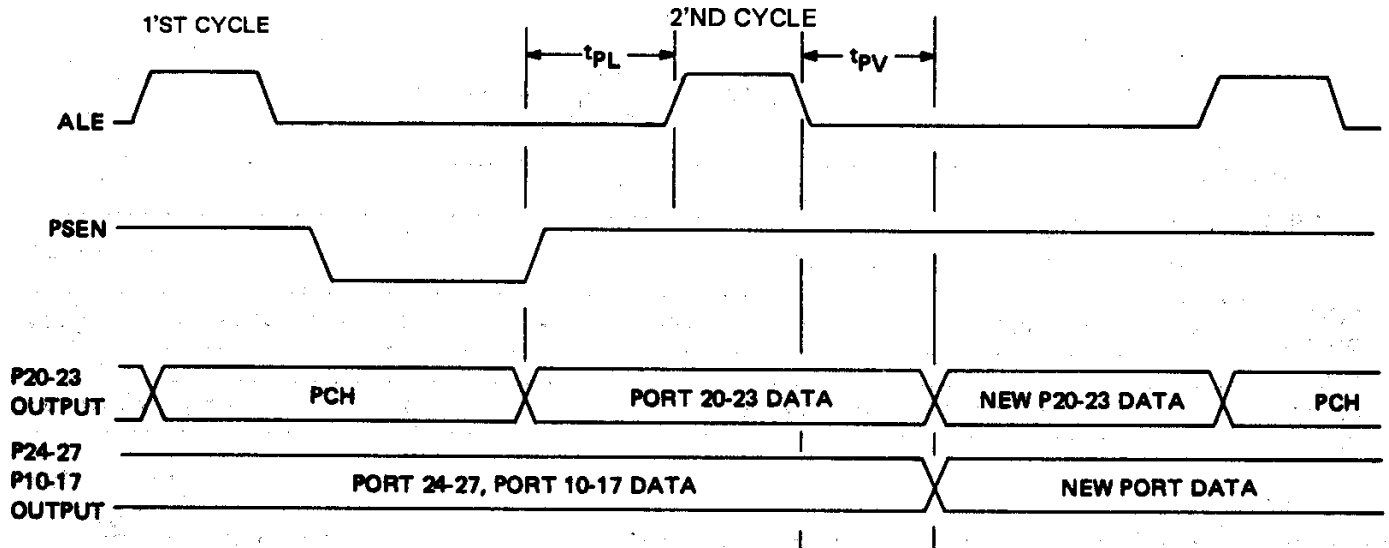 1'ST CYCLE
2'ND CYCLE
tPL
tPV
ALE
PSEN
P20-23
OUTPUT
PCH
PORT 20-23 DATA
NEW P20-23 DATA
PCH
P24-27
P10-17
OUTPUT
PORT 24-27, PORT 10-17 DATA
NEW PORT DATA